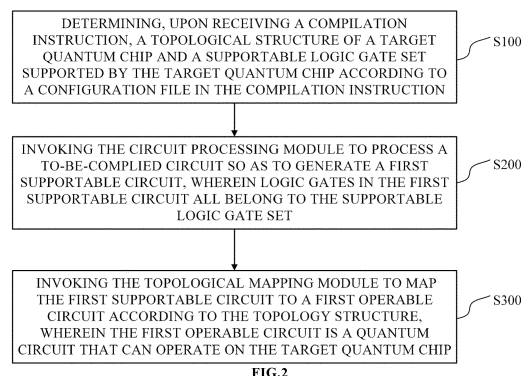 DETERMINING, UPON RECEIVING A COMPILATION
INSTRUCTION, A TOPOLOGICAL STRUCTURE OF A TARGET
QUANTUM CHIP AND A SUPPORTABLE LOGIC GATE SET
SUPPORTED BY THE TARGET QUANTUM CHIP ACCORDING TO
A CONFIGURATION FILE IN THE COMPILATION INSTRUCTION
S100
INVOKING THE CIRCUIT PROCESSING MODULE TO PROCESS A
TO-BE-COMPLIED CIRCUIT SO AS TO GENERATE A FIRST
SUPPORTABLE CIRCUIT, WHEREIN LOGIC GATES IN THE FIRST
SUPPORTABLE CIRCUIT ALL BELONG TO THE SUPPORTABLE
LOGIC GATE SET
S200
INVOKING THE TOPOLOGICAL MAPPING MODULE TO MAP
THE FIRST SUPPORTABLE CIRCUIT TO A FIRST OPERABLE
CIRCUIT ACCORDING TO THE TOPOLOGY STRUCTURE,
WHEREIN THE FIRST OPERABLE CIRCUIT IS A QUANTUM
CIRCUIT THAT CAN OPERATE ON THE TARGET QUANTUM CHIP
S300
FIG.2